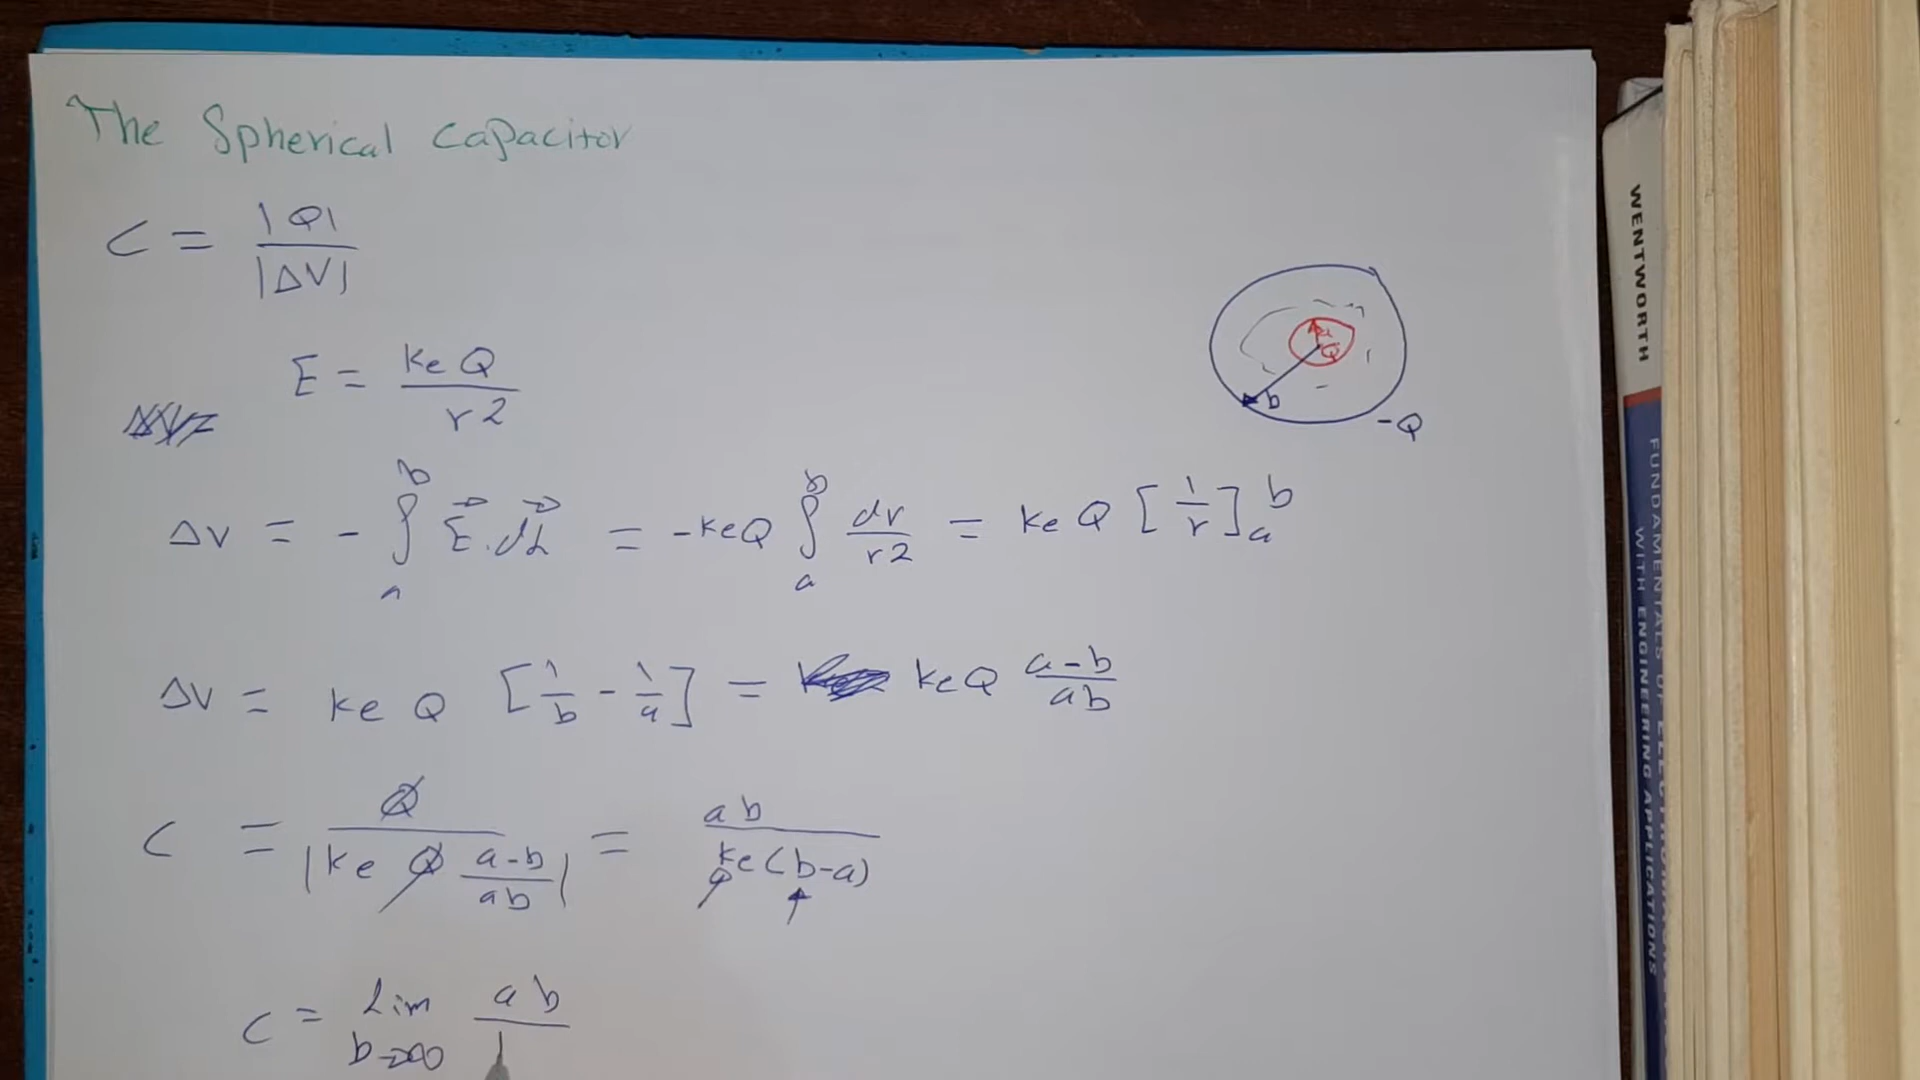 The Spherical Capacitor
C = |Q| / |ΔV|
E = ke Q / r2
ΔV = - ∫ₐᵇ E⃗.dL⃗ = -keQ ∫ₐᵇ dr / r2 = ke Q [1/r]ₐᵇ
ΔV = ke Q [1/b - 1/a] = keQ a-b / ab
C = Q / |ke Q a-b / ab| = ab / ke(b-a)
C = Lim b→∞ ab /
a
Q
b
-Q
WENTWORTH
FUNDAMENTALS OF ELECTROMAGNETICS
WITH ENGINEERING APPLICATIONS